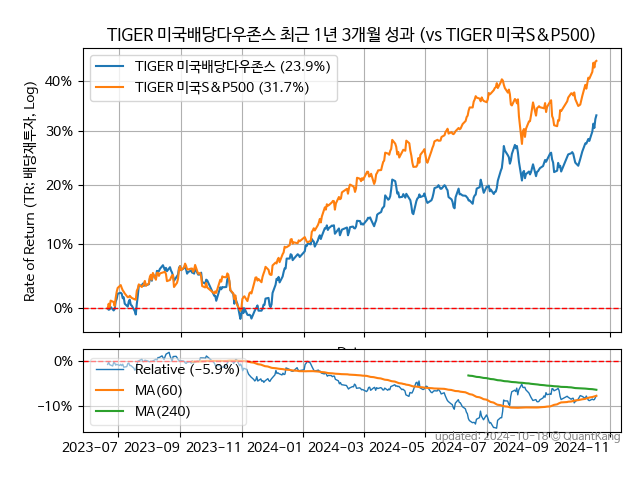 TIGER 미국배당다우존스 최근 1년 3개월 성과 (vs TIGER 미국S&P500)
TIGER 미국배당다우존스 (23.9%)
TIGER 미국S&P500 (31.7%)
Rate of Return (TR: 배당재투자, Log)
40%
30%
20%
10%
0%
0%
−10%
Relative (−5.9%)
MA(60)
MA(240)
updated: 2024-10-18 © QuantKang
2023-07 2023-09 2023-11 2024-01 2024-03 2024-05 2024-07 2024-09 2024-11